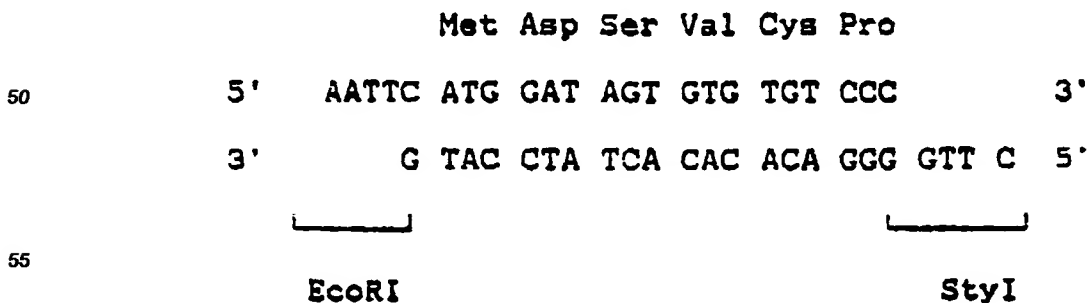 Met Asp Ser Val Cys Pro
50 5' AATTC ATG GAT AGT GTG TGT CCC 3'
3' G TACC CTA TCA CAC ACA GGG GTT C 5'
55
EcoRI StyI